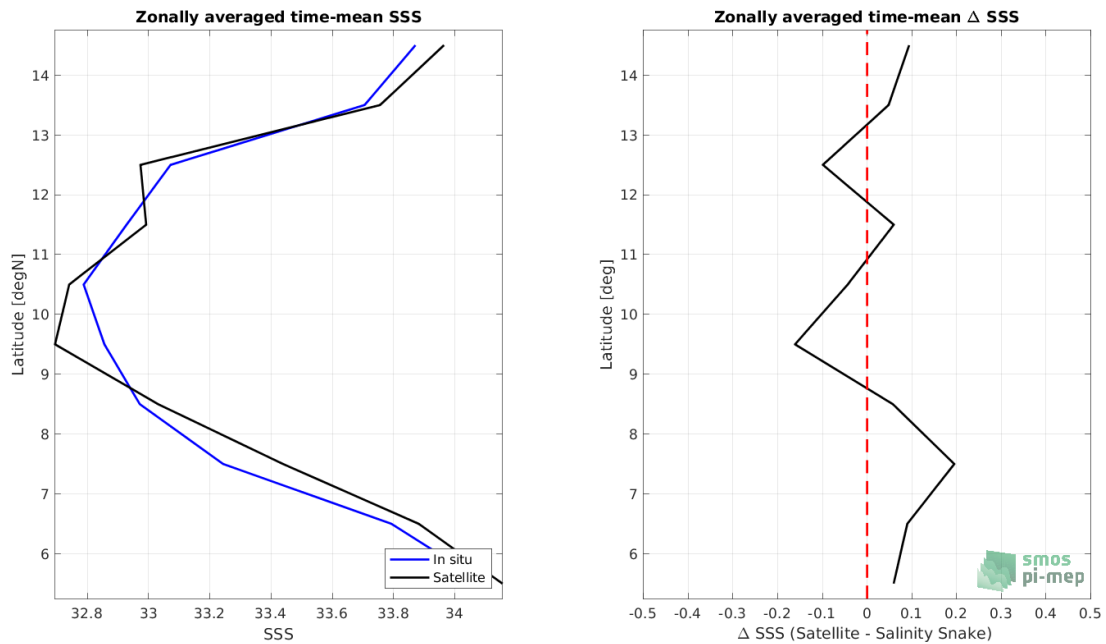 Zonally averaged time-mean SSS
14
13
12
11
10
9
8
7
6
Latitude [degN]
In situ
Satellite
32.8 33 33.2 33.4 33.6 33.8 34
SSS
Zonally averaged time-mean Δ SSS
14
13
12
11
10
9
8
7
6
Latitude [deg]
smos
pi-mep
-0.5 -0.4 -0.3 -0.2 -0.1 0 0.1 0.2 0.3 0.4 0.5
Δ SSS (Satellite - Salinity Snake)